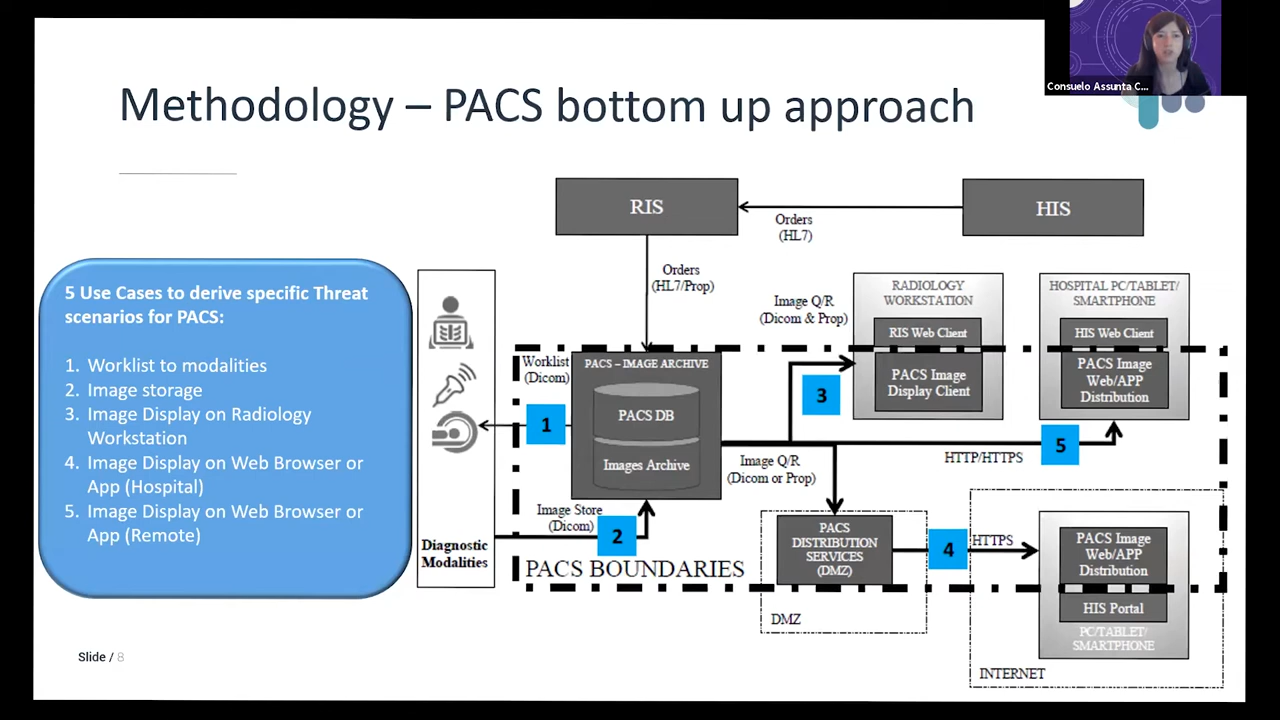 Consuelo Assunta C...
Methodology – PACS bottom up approach
RIS
HIS
Orders
(HL7)
Orders
(HL7/Prop)
5 Use Cases to derive specific Threat
scenarios for PACS:
1. Worklist to modalities
2. Image storage
3. Image Display on Radiology
Workstation
4. Image Display on Web Browser or
App (Hospital)
5. Image Display on Web Browser or
App (Remote)
Diagnostic
Modalities
Worklist
(Dicom)
1
PACS – IMAGE ARCHIVE
PACS DB
Images Archive
Image Store
(Dicom)
2
PACS BOUNDARIES
Image Q/R
(Dicom & Prop)
3
RADIOLOGY
WORKSTATION
RIS Web Client
PACS Image
Display Client
HOSPITAL PC/TABLET/
SMARTPHONE
HIS Web Client
PACS Image
Web/APP
Distribution
5
HTTP/HTTPS
Image Q/R
(Dicom or Prop)
PACS
DISTRIBUTION
SERVICES
(DMZ)
DMZ
4
HTTPS
PACS Image
Web/APP
Distribution
HIS Portal
PC/TABLET/
SMARTPHONE
INTERNET
Slide / 8